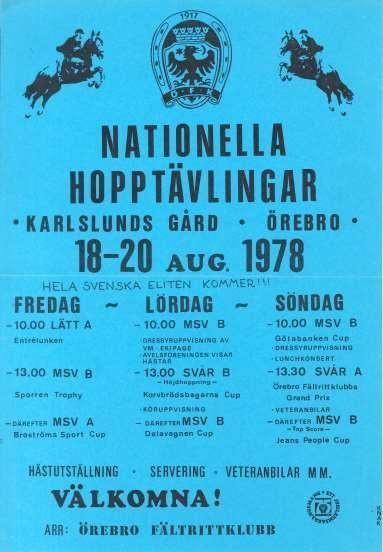 1917
Ö.F.K
NATIONELLA
HOPPTÄVLINGAR
• KARLSLUNDS GÅRD • ÖREBRO •
18-20 AUG. 1978
HELA SVENSKA ELITEN KOMMER!!!
FREDAG ~ LÖRDAG ~ SÖNDAG
-10.00 LÄTT A
Entrélunken
-13.00 MSV B
Sporren Trophy
-DÄREFTER MSV A
Broströms Sport Cup
-10.00 MSV B
•DRESSYRUPPVISNING AV
VM EKIPAGE
•AVELSFÖRENINGEN VISAR
HÄSTAR
-13.00 SVÅR B
-Höjdhoppning-
Korvbrödsbagarns Cup
•KÖRUPPVISNING
-DÄREFTER MSV B
Dalavagnen Cup
-10.00 MSV B
Götabanken Cup
•DRESSYRUPPVISNING
•LUNCHKONSERT
-13.30 SVÅR A
Örebro Fältrittklubbs
Grand Prix
•VETERANBILAR
-DÄREFTER MSV B
-Top Score-
Jeans People Cup
HÄSTUTSTÄLLNING • SERVERING • VETERANBILAR M M.
VÄLKOMNA!
ARR: ÖREBRO FÄLTRITTKLUBB